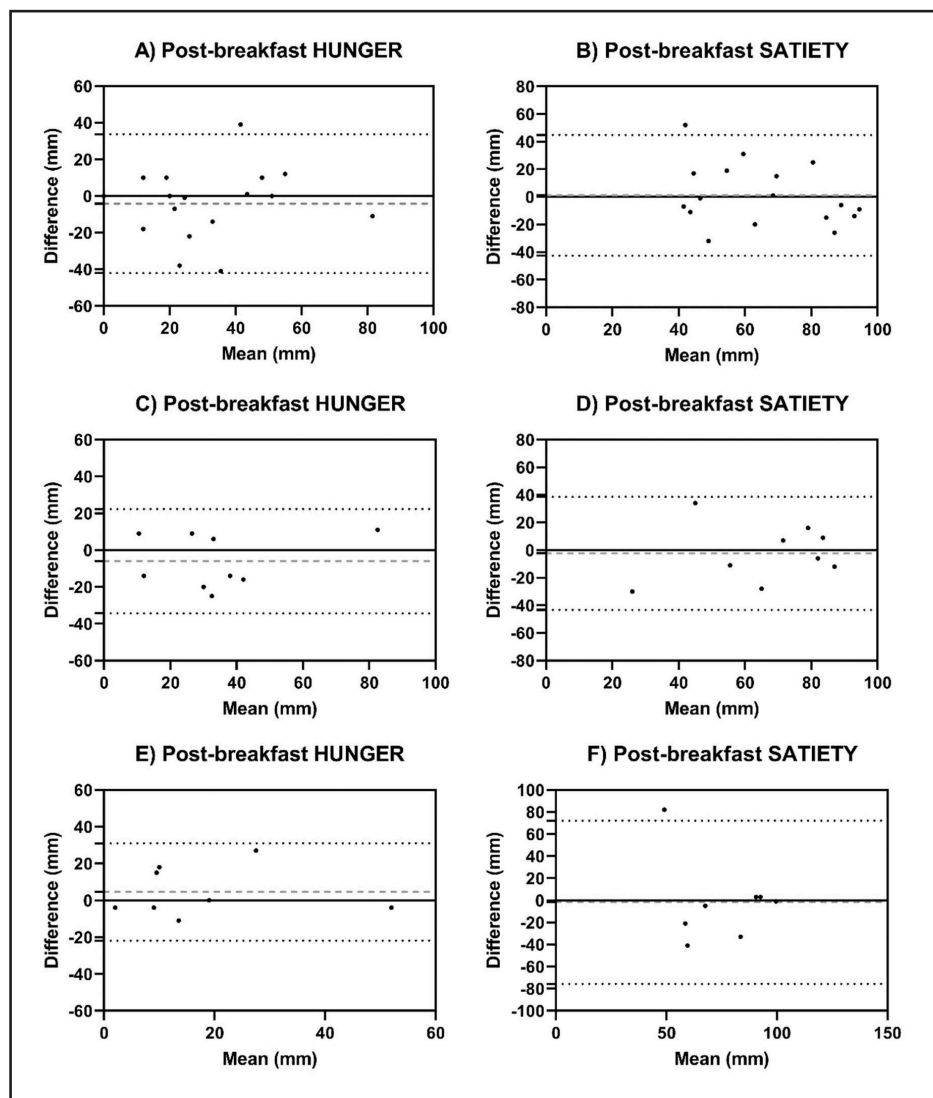 A) Post-breakfast HUNGER
Difference (mm)
60
40
20
0
-20
-40
-60
0 20 40 60 80 100
Mean (mm)
B) Post-breakfast SATIETY
Difference (mm)
80
60
40
20
0
-20
-40
-60
-80
0 20 40 60 80 100
Mean (mm)
C) Post-breakfast HUNGER
Difference (mm)
60
40
20
0
-20
-40
-60
0 20 40 60 80 100
Mean (mm)
D) Post-breakfast SATIETY
Difference (mm)
80
60
40
20
0
-20
-40
-60
-80
0 20 40 60 80 100
Mean (mm)
E) Post-breakfast HUNGER
Difference (mm)
60
40
20
0
-20
-40
-60
0 20 40 60
Mean (mm)
F) Post-breakfast SATIETY
Difference (mm)
100
80
60
40
20
0
-20
-40
-60
-80
-100
0 50 100 150
Mean (mm)